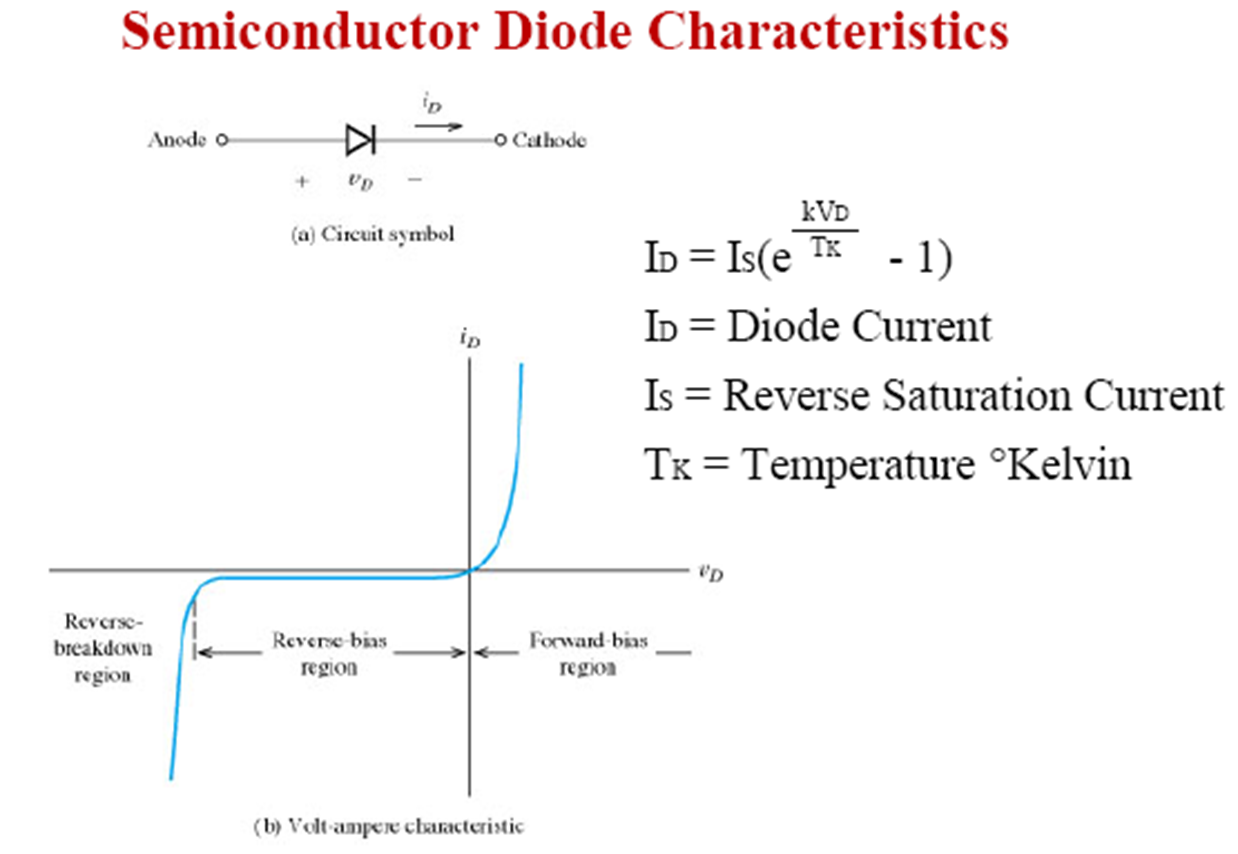 Semiconductor Diode Characteristics
iD
Anode
Cathode
+ vD −
(a) Circuit symbol
ID = IS(e kVD/TK - 1)
ID = Diode Current
IS = Reverse Saturation Current
TK = Temperature °Kelvin
iD
vD
Reverse-
breakdown
region
Reverse-bias
region
Forward-bias
region
(b) Volt-ampere characteristic